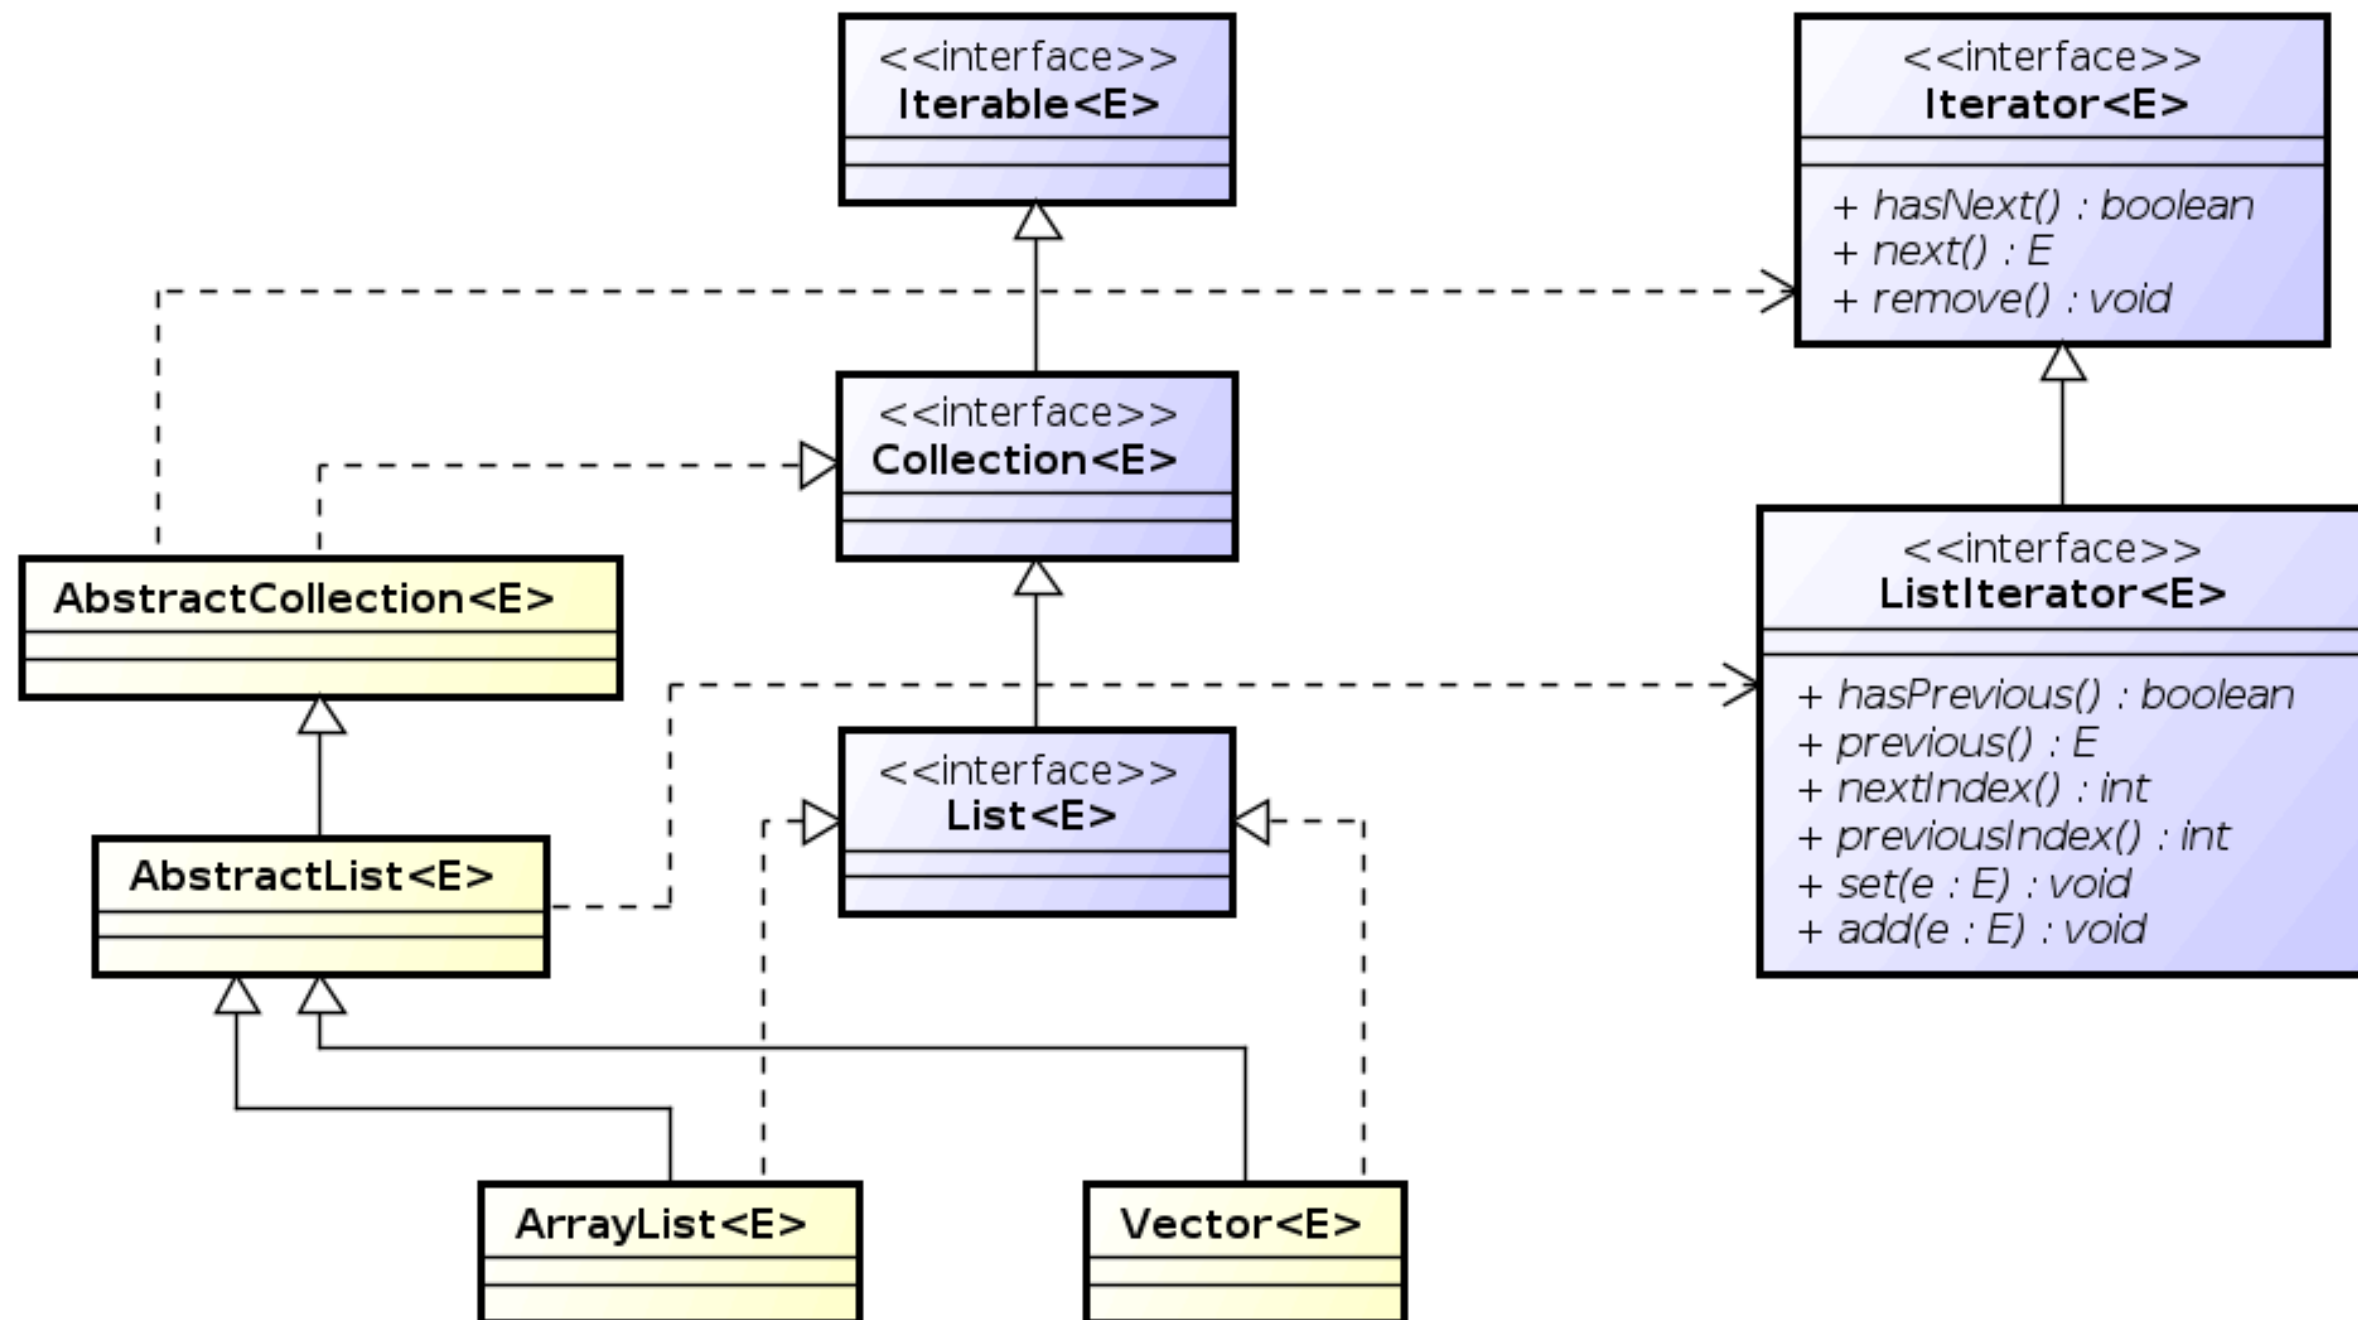 <<interface>>
Iterable<E>
<<interface>>
Iterator<E>
+ hasNext() : boolean
+ next() : E
+ remove() : void
<<interface>>
Collection<E>
AbstractCollection<E>
<<interface>>
ListIterator<E>
+ hasPrevious() : boolean
+ previous() : E
+ nextIndex() : int
+ previousIndex() : int
+ set(e : E) : void
+ add(e : E) : void
<<interface>>
List<E>
AbstractList<E>
ArrayList<E>
Vector<E>